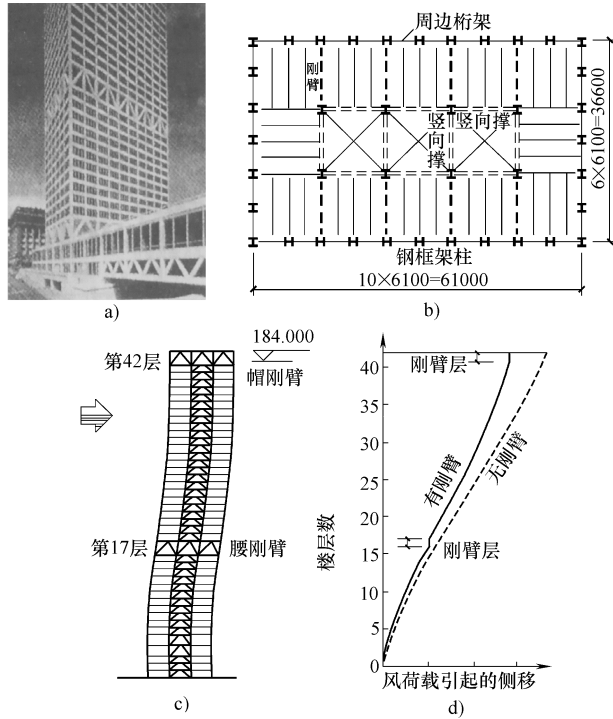 a)
周边桁架
刚臂
竖向撑
竖向撑
6×6100=36600
钢框架柱
10×6100=61000
b)
184.000
第42层
帽刚臂
第17层
腰刚臂
c)
40
35
30
25
20
15
10
5
0
楼层数
刚臂层
有刚臂
无刚臂
刚臂层
风荷载引起的侧移
d)